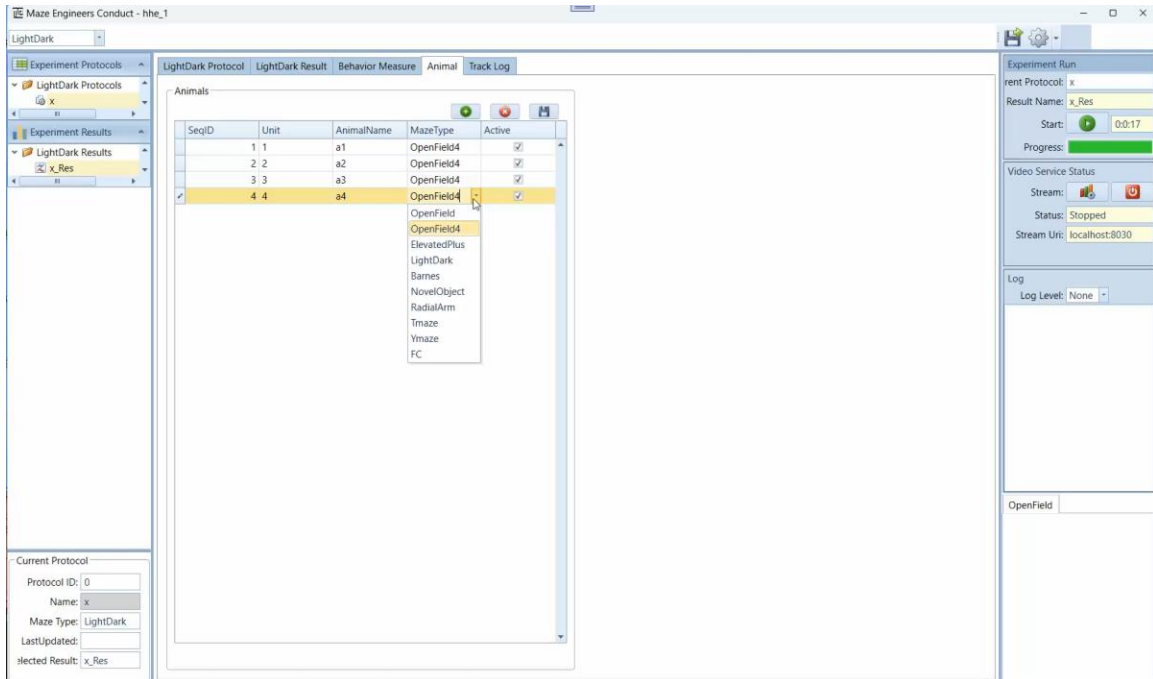 Maze Engineers Conduct - hhe_1
LightDark
Experiment Protocols
LightDark Protocols
x
Experiment Results
LightDark Results
x_Res
Current Protocol
Protocol ID: 0
Name: x
Maze Type: LightDark
LastUpdated:
elected Result: x_Res
LightDark Protocol LightDark Result Behavior Measure Animal Track Log
Animals
SeqID Unit AnimalName MazeType Active
1 1 a1 OpenField4
2 2 a2 OpenField4
3 3 a3 OpenField4
4 4 a4 OpenField4
OpenField
OpenField4
ElevatedPlus
LightDark
Barnes
NovelObject
RadialArm
Tmaze
Ymaze
FC
Experiment Run
rent Protocol: x
Result Name: x_Res
Start: 0:0:17
Progress:
Video Service Status
Stream:
Status: Stopped
Stream Uri: localhost:8030
Log
Log Level: None
OpenField